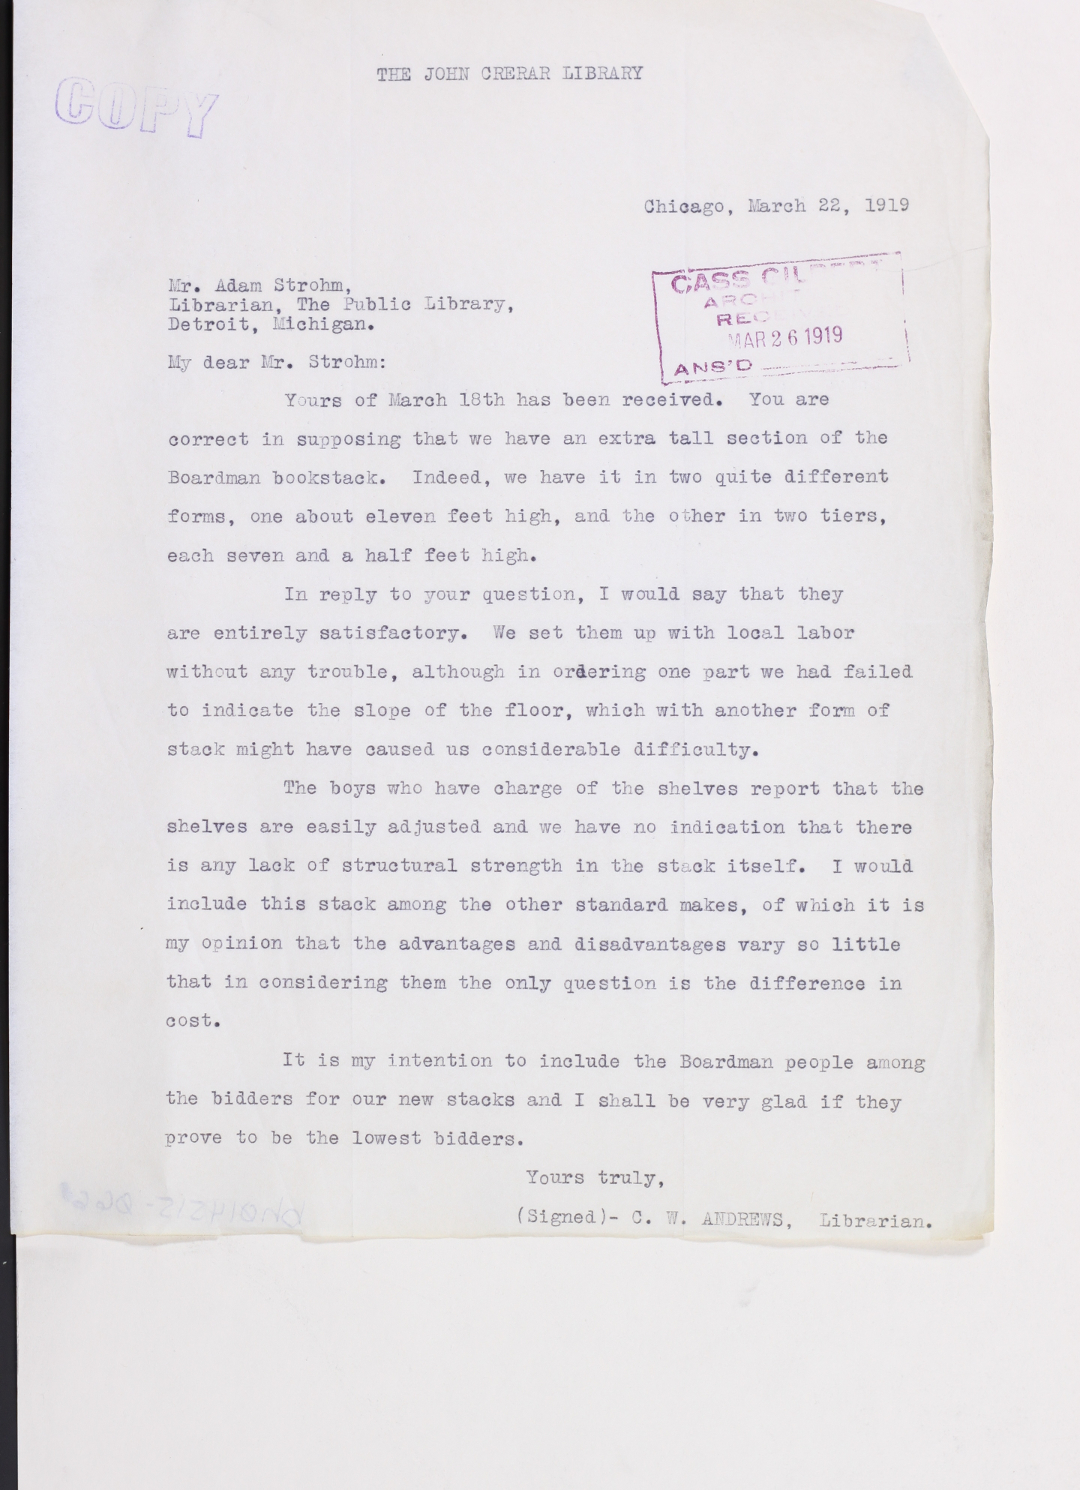 THE JOHN CRERAR LIBRARY
COPY
Chicago, March 22, 1919
Mr. Adam Strohm,
Librarian, The Public Library,
Detroit, Michigan.
CASS GIL
ARC
REC
MAR 26 1919
ANS'D
My dear Mr. Strohm:
Yours of March 18th has been received. You are
correct in supposing that we have an extra tall section of the
Boardman bookstack. Indeed, we have it in two quite different
forms, one about eleven feet high, and the other in two tiers,
each seven and a half feet high.
In reply to your question, I would say that they
are entirely satisfactory. We set them up with local labor
without any trouble, although in ordering one part we had failed
to indicate the slope of the floor, which with another form of
stack might have caused us considerable difficulty.
The boys who have charge of the shelves report that the
shelves are easily adjusted and we have no indication that there
is any lack of structural strength in the stack itself. I would
include this stack among the other standard makes, of which it is
my opinion that the advantages and disadvantages vary so little
that in considering them the only question is the difference in
cost.
It is my intention to include the Boardman people among
the bidders for our new stacks and I shall be very glad if they
prove to be the lowest bidders.
Yours truly,
(Signed)- C. W. ANDREWS, Librarian.